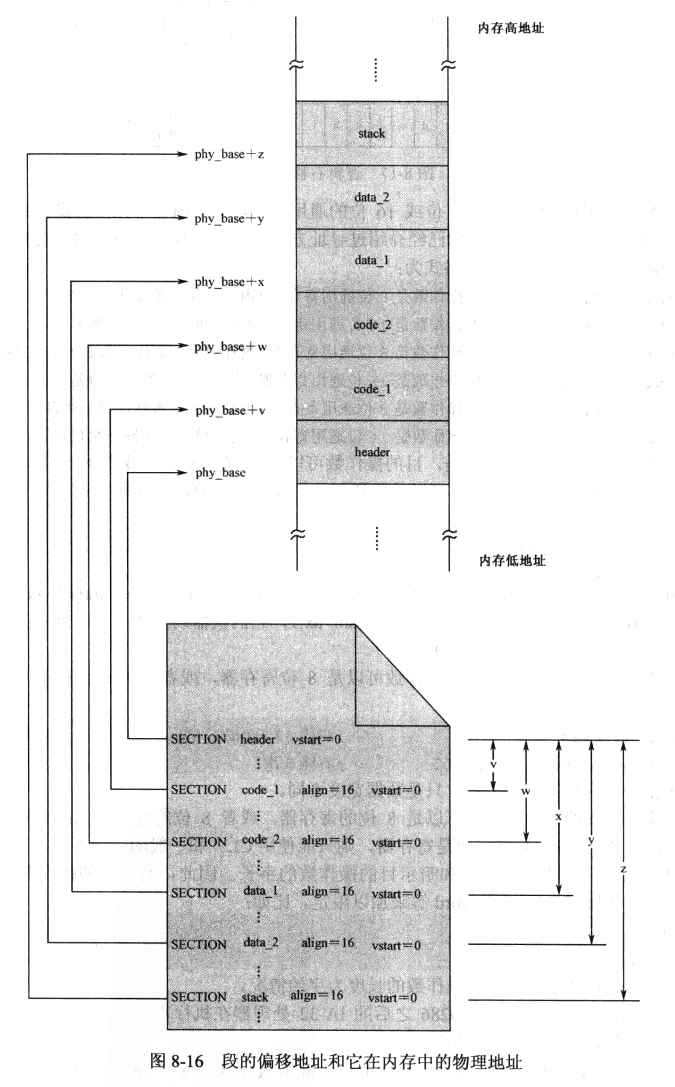 内存高地址
stack
phy_base+z
data_2
phy_base+y
data_1
phy_base+x
code_2
phy_base+w
code_1
phy_base+v
header
phy_base
内存低地址
SECTION header vstart=0
SECTION code_1 align=16 vstart=0
SECTION code_2 align=16 vstart=0
SECTION data_1 align=16 vstart=0
SECTION data_2 align=16 vstart=0
SECTION stack align=16 vstart=0
v
w
x
y
z
图 8-16 段的偏移地址和它在内存中的物理地址